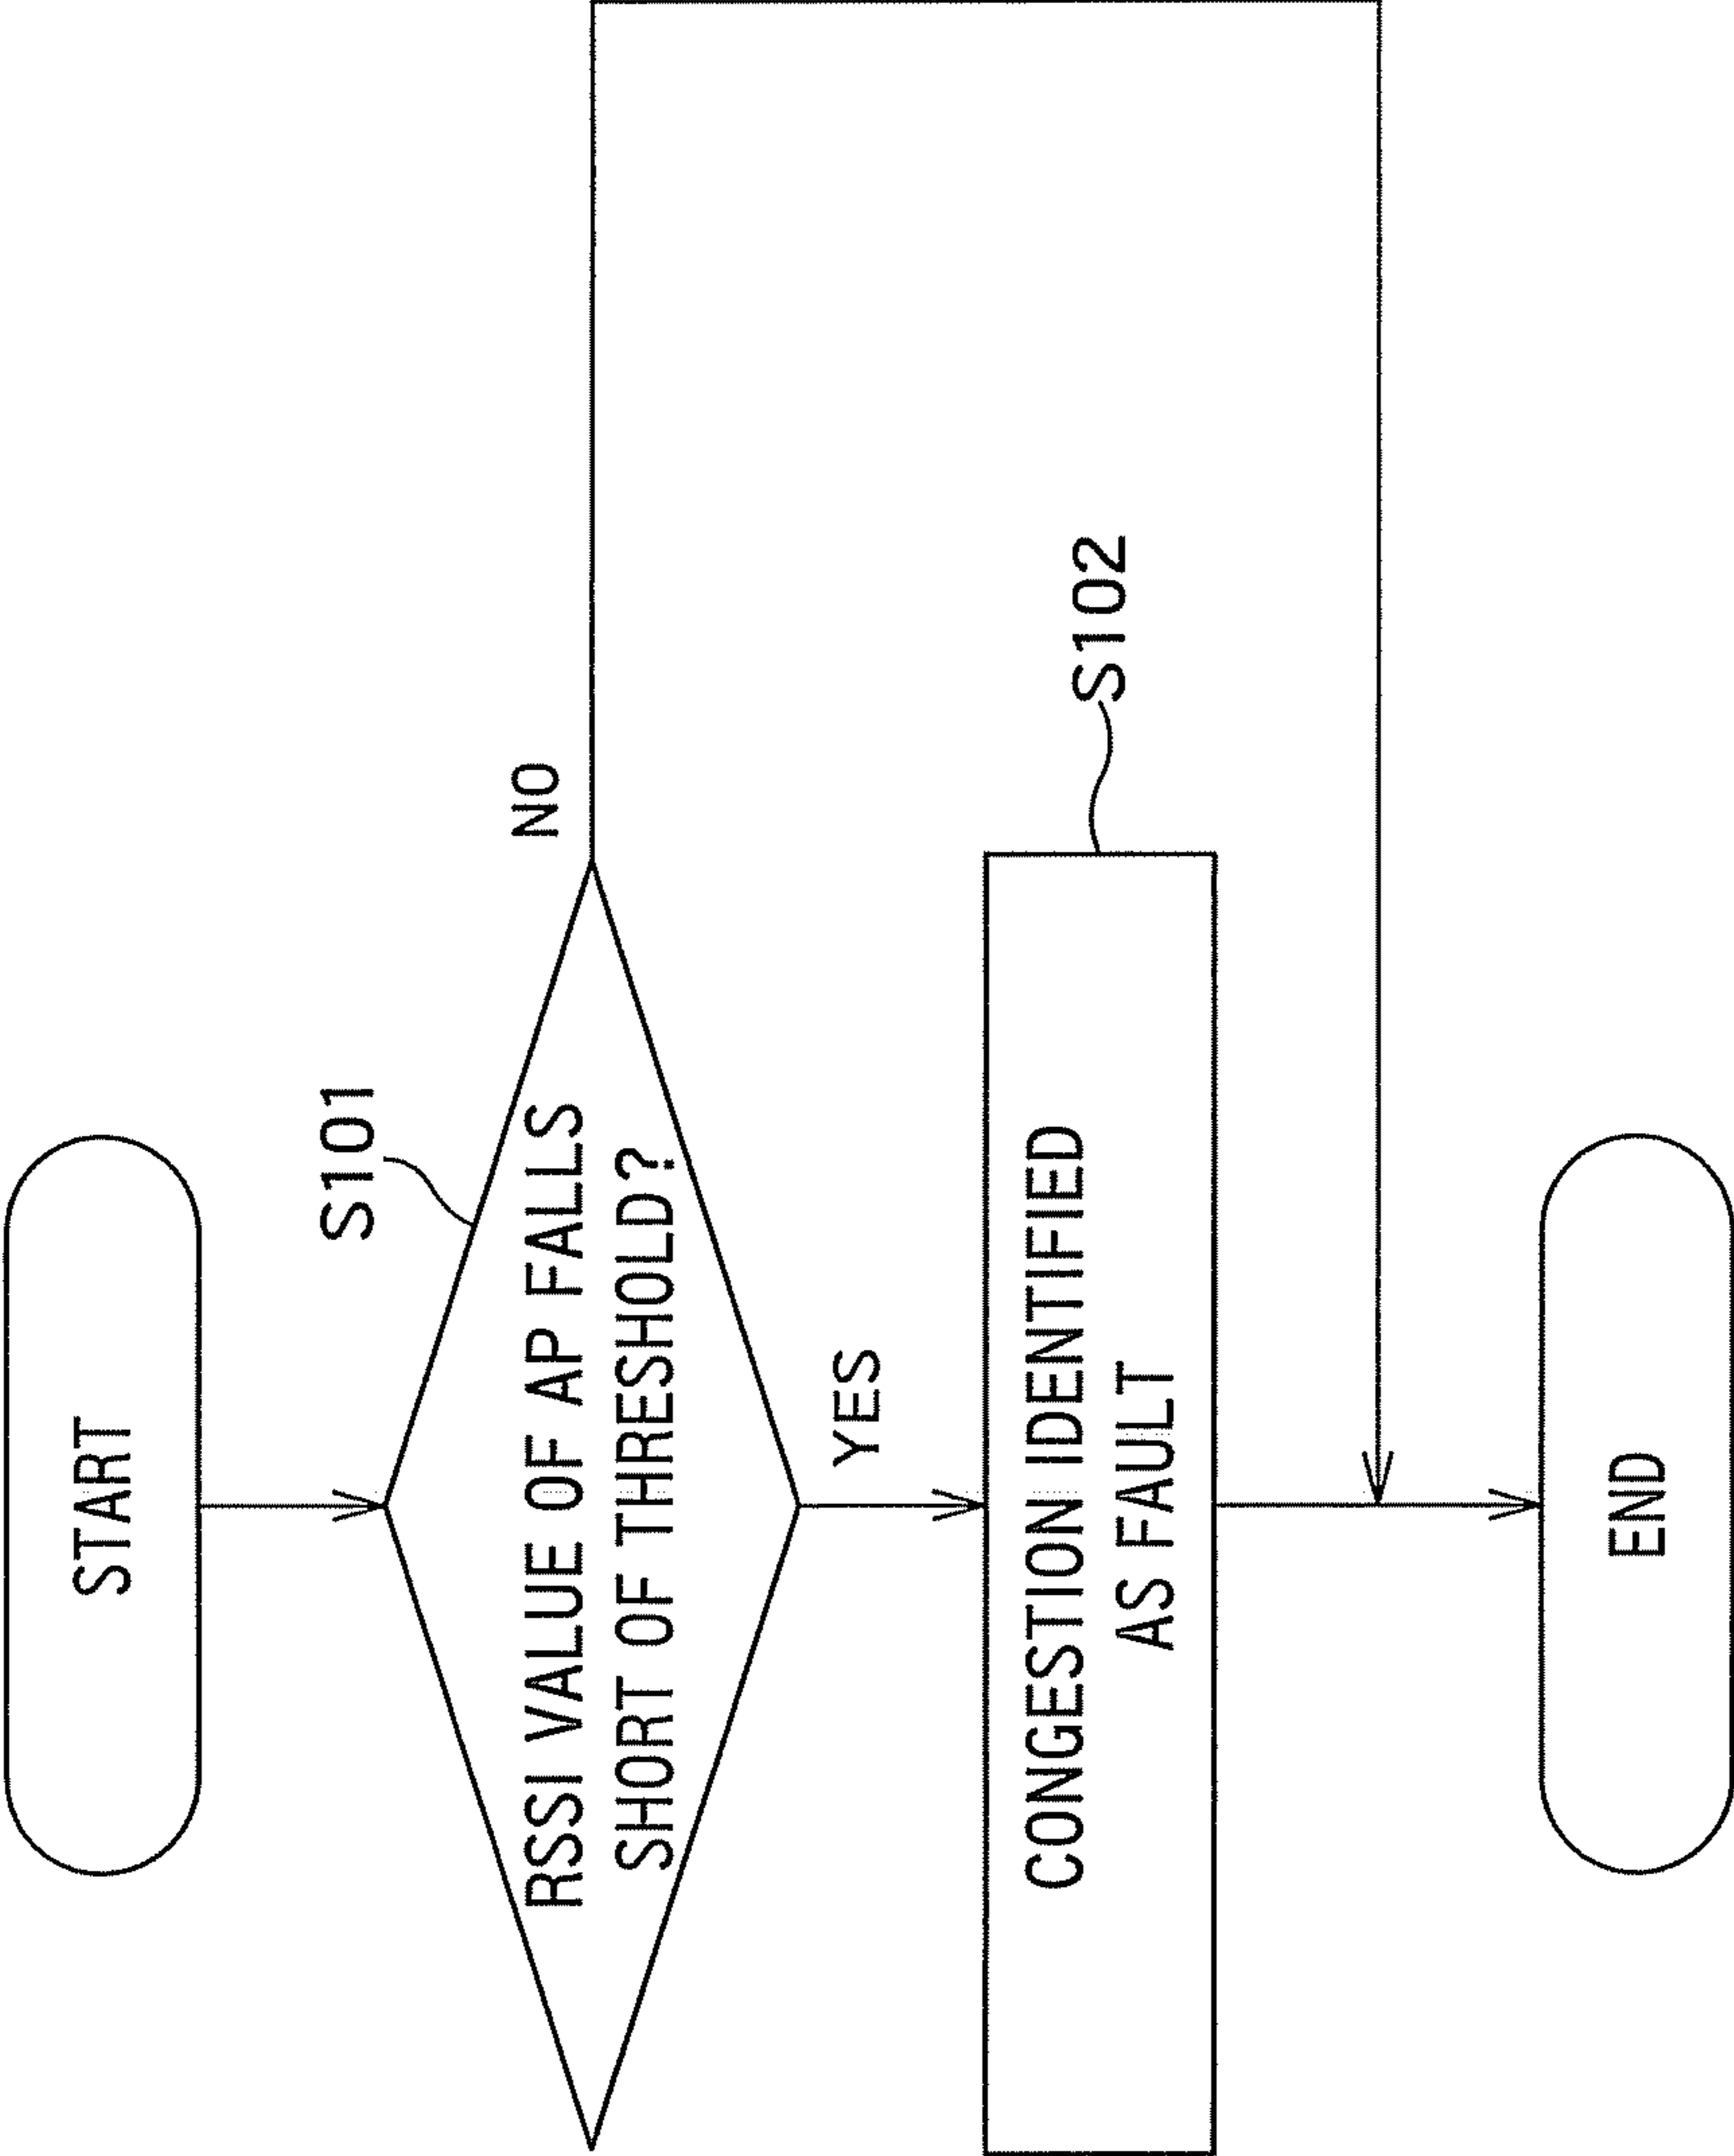 START
S101
RSSI VALUE OF AP FALLS
SHORT OF THRESHOLD?
NO
YES
S102
CONGESTION IDENTIFIED
AS FAULT
END